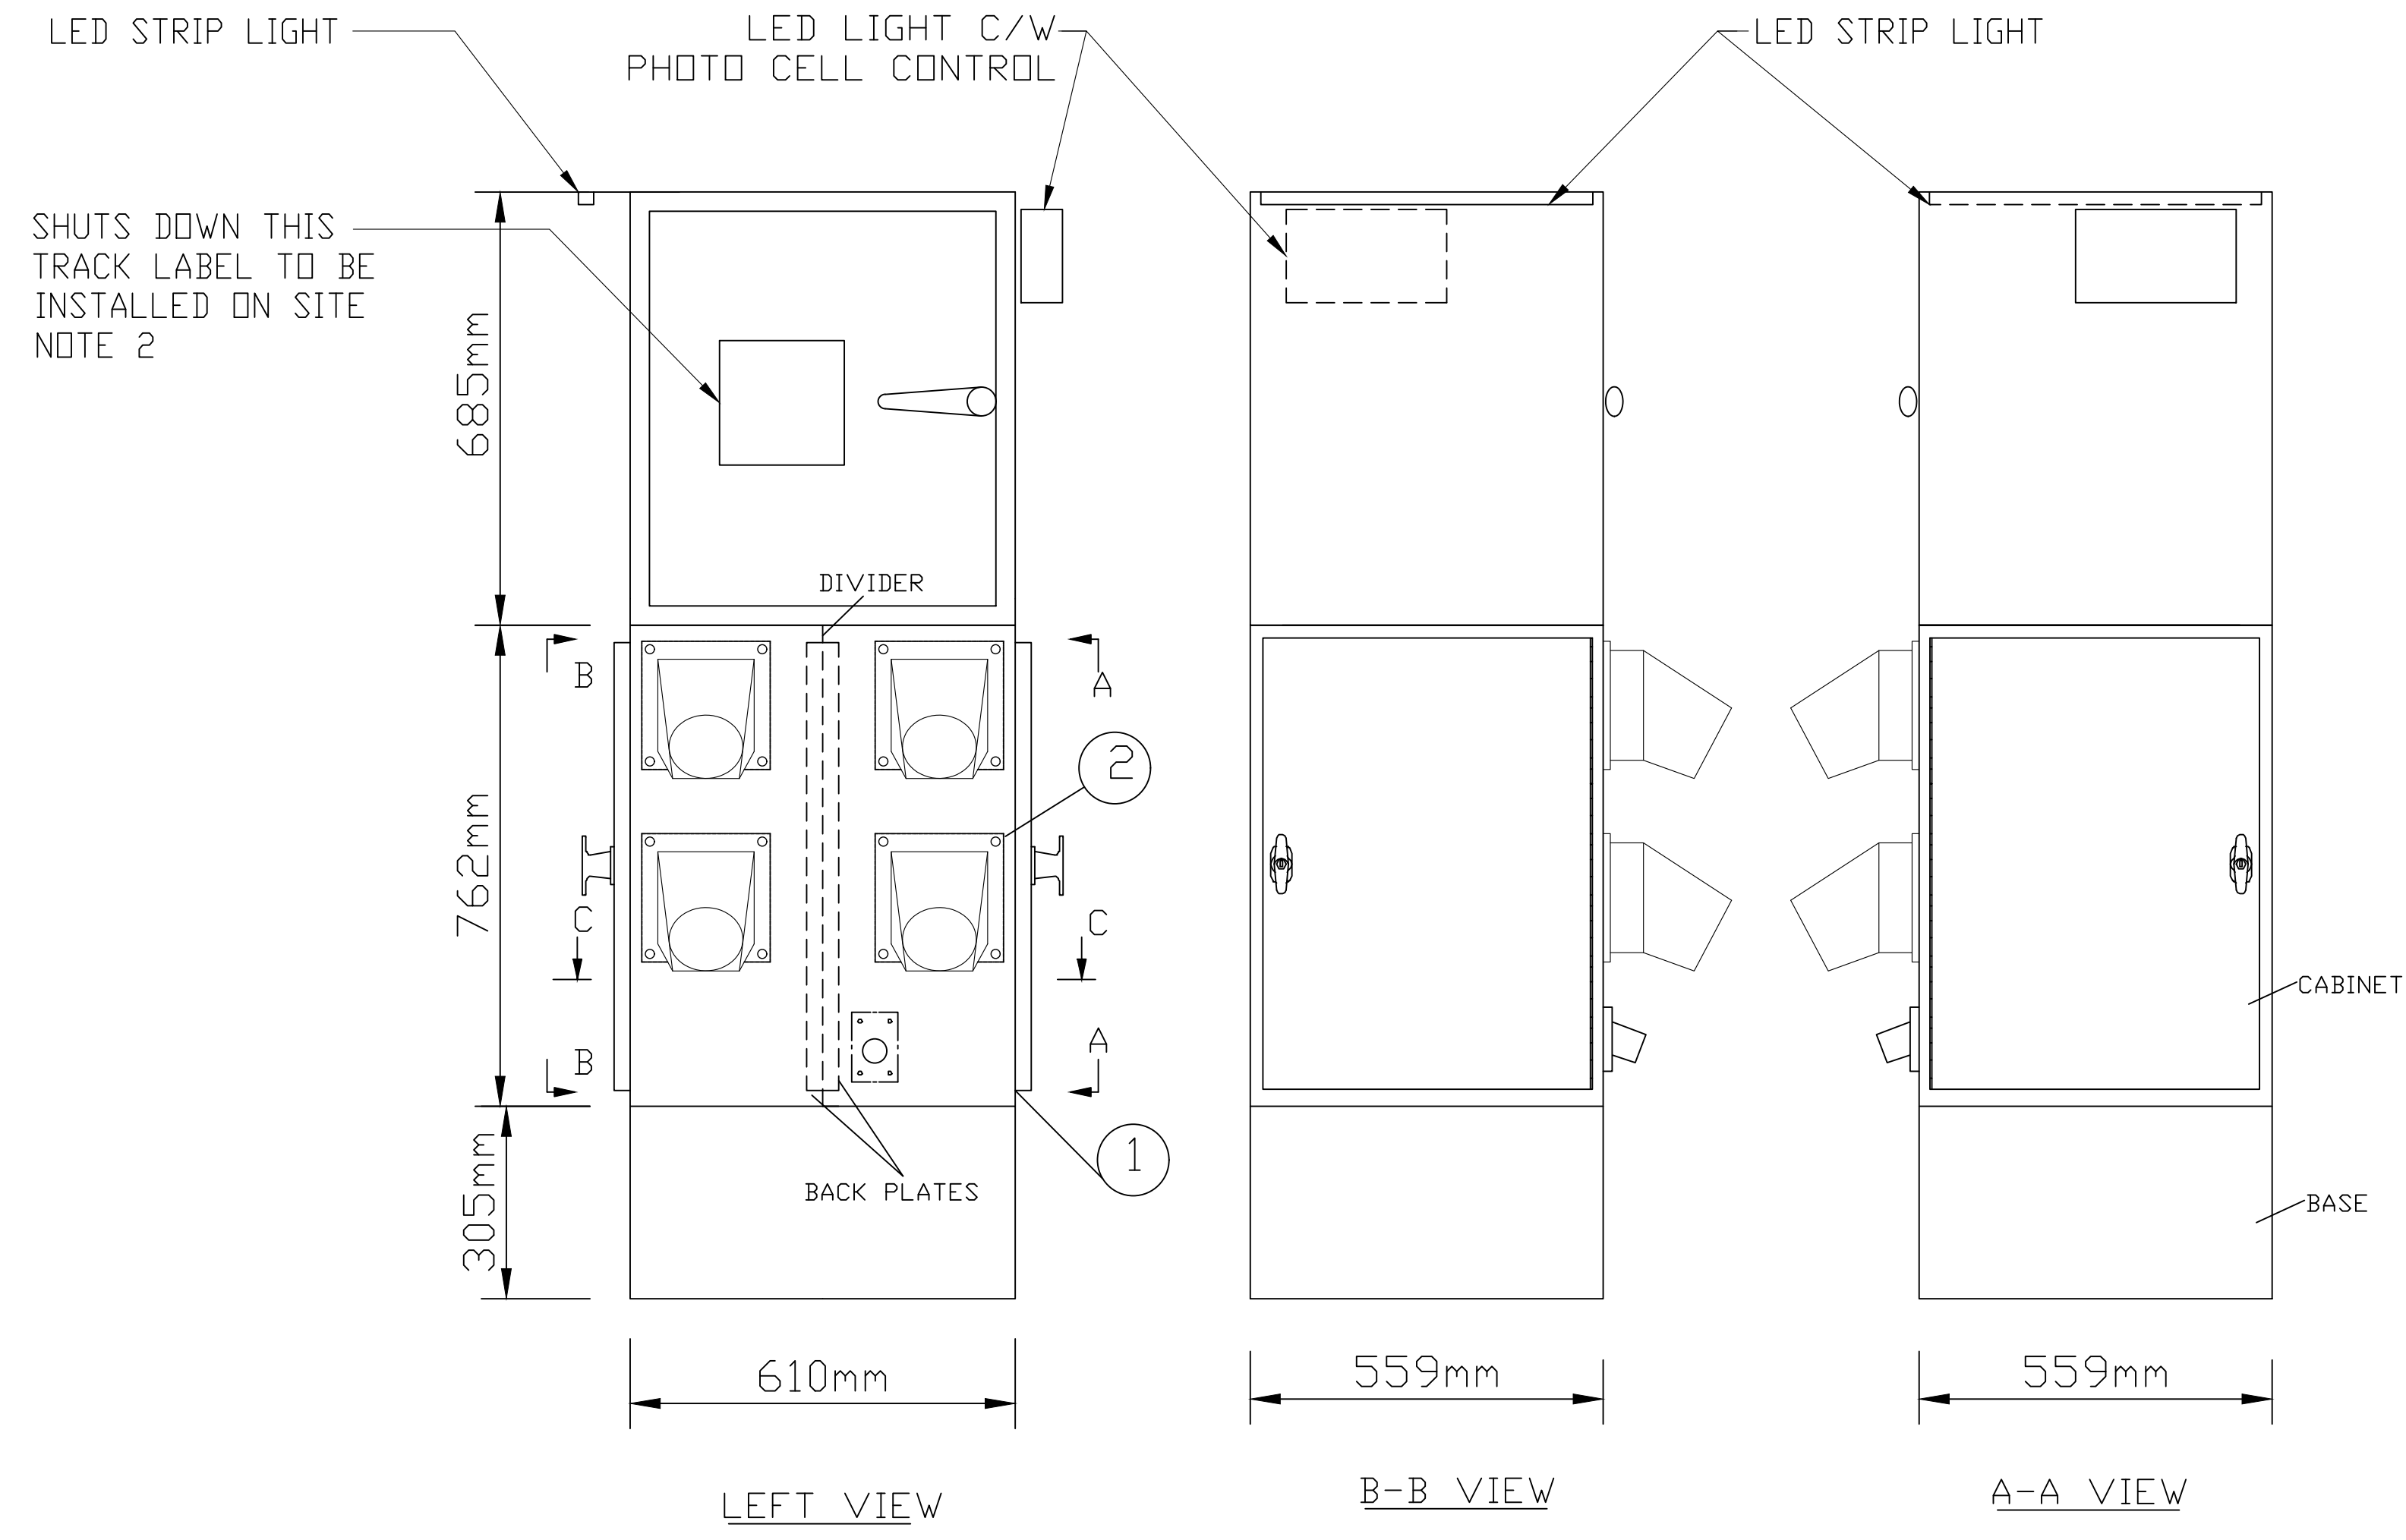 LED STRIP LIGHT
LED LIGHT C/W
PHOTO CELL CONTROL
LED STRIP LIGHT
SHUTS DOWN THIS
TRACK LABEL TO BE
INSTALLED ON SITE
NOTE 2
685mm
DIVIDER
B
A
2
762mm
C
C
CABINET
B
A
1
BACK PLATES
305mm
BASE
610mm
559mm
559mm
LEFT VIEW
B-B VIEW
A-A VIEW